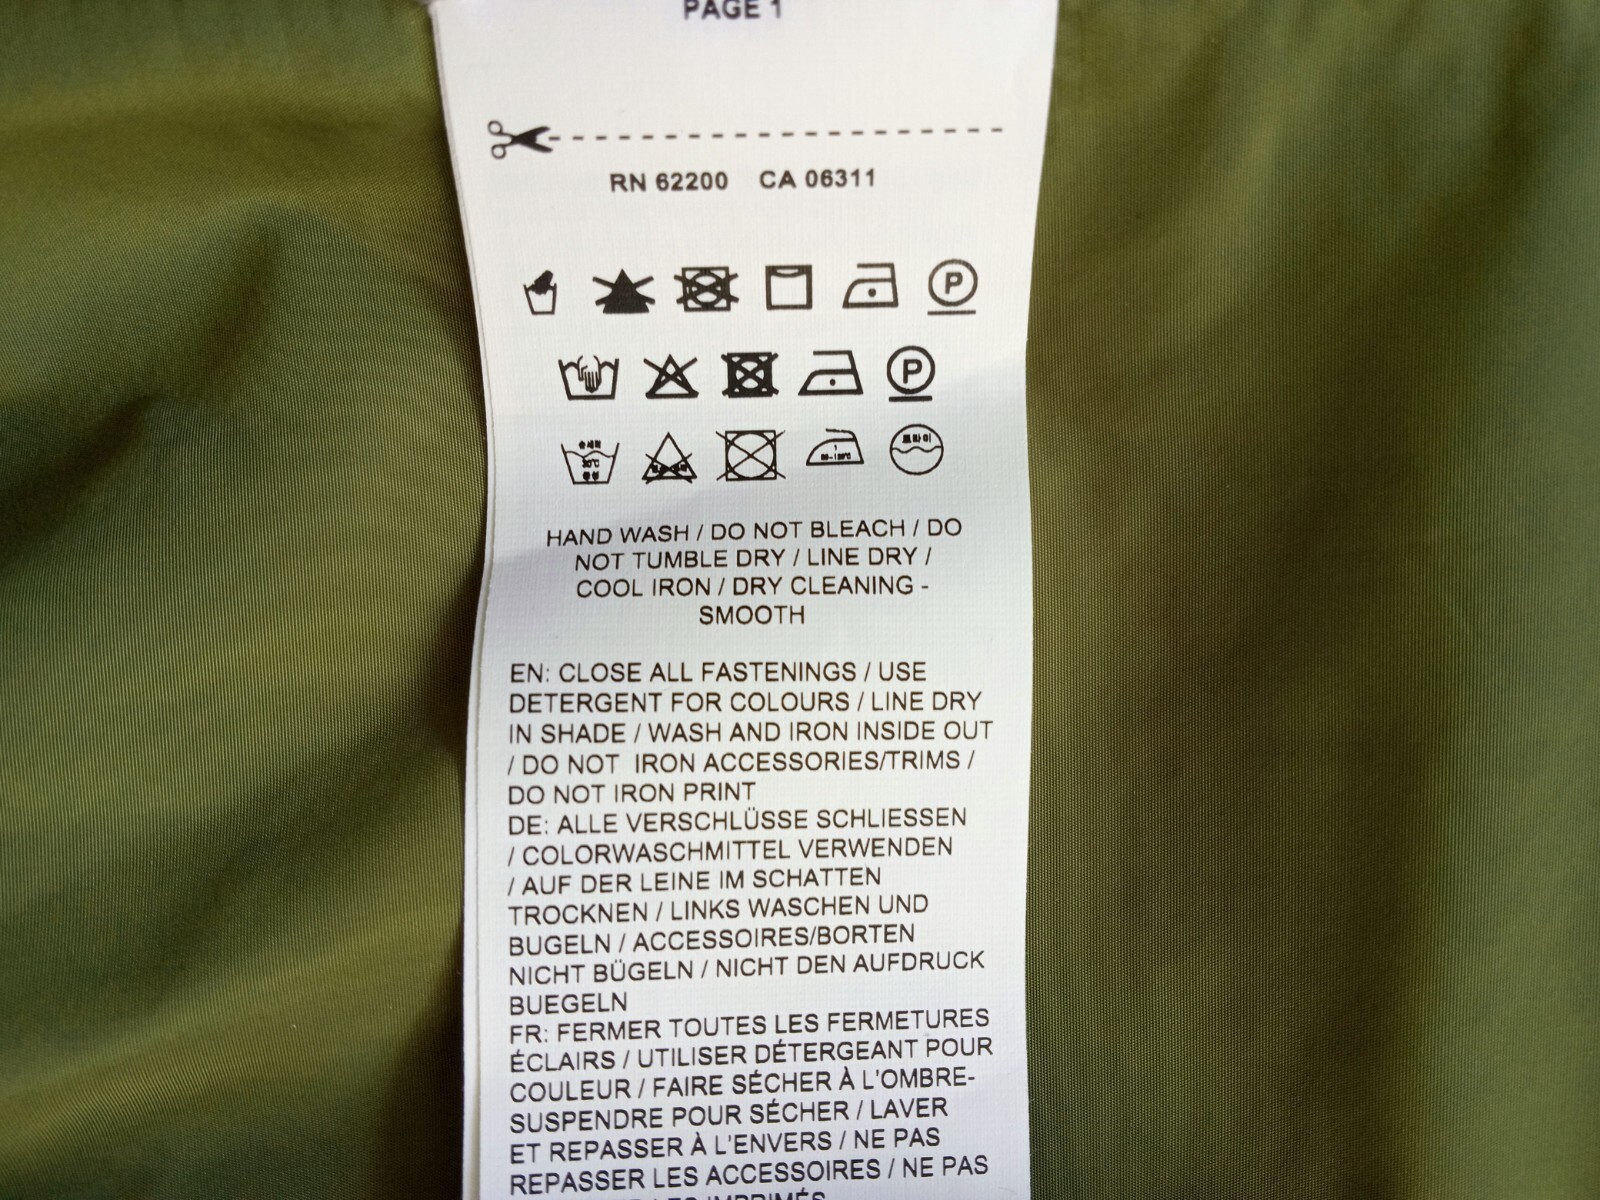 PAGE 1
RN 62200 CA 06311
P
P
30°C
HAND WASH / DO NOT BLEACH / DO
NOT TUMBLE DRY / LINE DRY /
COOL IRON / DRY CLEANING -
SMOOTH
EN: CLOSE ALL FASTENINGS / USE
DETERGENT FOR COLOURS / LINE DRY
IN SHADE / WASH AND IRON INSIDE OUT
/ DO NOT IRON ACCESSORIES/TRIMS /
DO NOT IRON PRINT
DE: ALLE VERSCHLÜSSE SCHLIESSEN
/ COLORWASCHMITTEL VERWENDEN
/ AUF DER LEINE IM SCHATTEN
TROCKNEN / LINKS WASCHEN UND
BUGELN / ACCESSOIRES/BORTEN
NICHT BÜGELN / NICHT DEN AUFDRUCK
BUEGELN
FR: FERMER TOUTES LES FERMETURES
ÉCLAIRS / UTILISER DÉTERGEANT POUR
COULEUR / FAIRE SÉCHER À L'OMBRE-
SUSPENDRE POUR SÉCHER / LAVER
ET REPASSER À L'ENVERS / NE PAS
REPASSER LES ACCESSOIRES / NE PAS
LES IMPRIMÉS